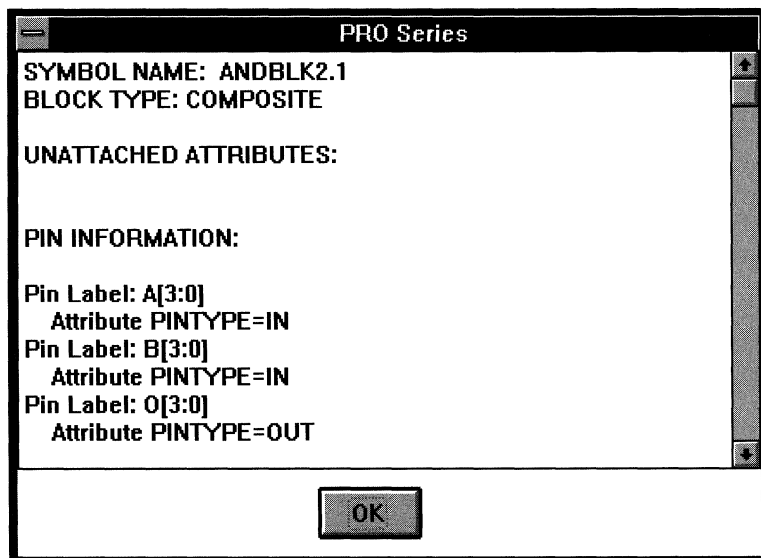 PRO Series
SYMBOL NAME: ANDBLK2.1
BLOCK TYPE: COMPOSITE
UNATTACHED ATTRIBUTES:
PIN INFORMATION:
Pin Label: A[3:0]
Attribute PINTYPE=IN
Pin Label: B[3:0]
Attribute PINTYPE=IN
Pin Label: O[3:0]
Attribute PINTYPE=OUT
OK